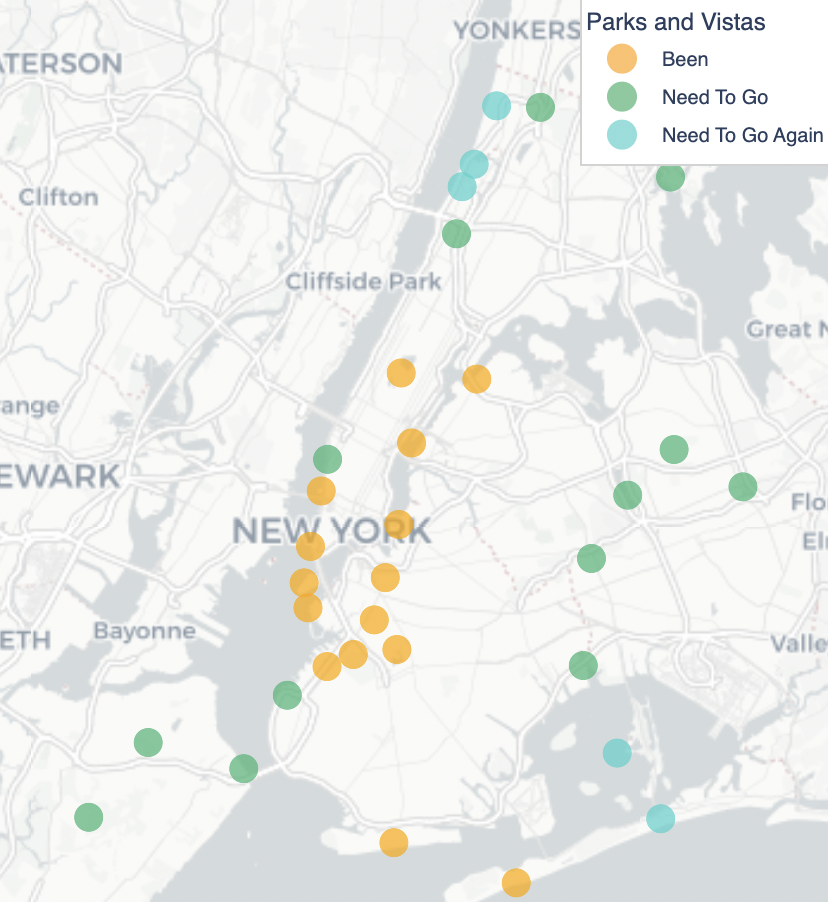 YONKERS
Parks and Vistas
Been
Need To Go
Need To Go Again
ATERSON
Clifton
Cliffside Park
Great N
range
EWARK
NEW YORK
Flo
Elm
ETH
Bayonne
Valle